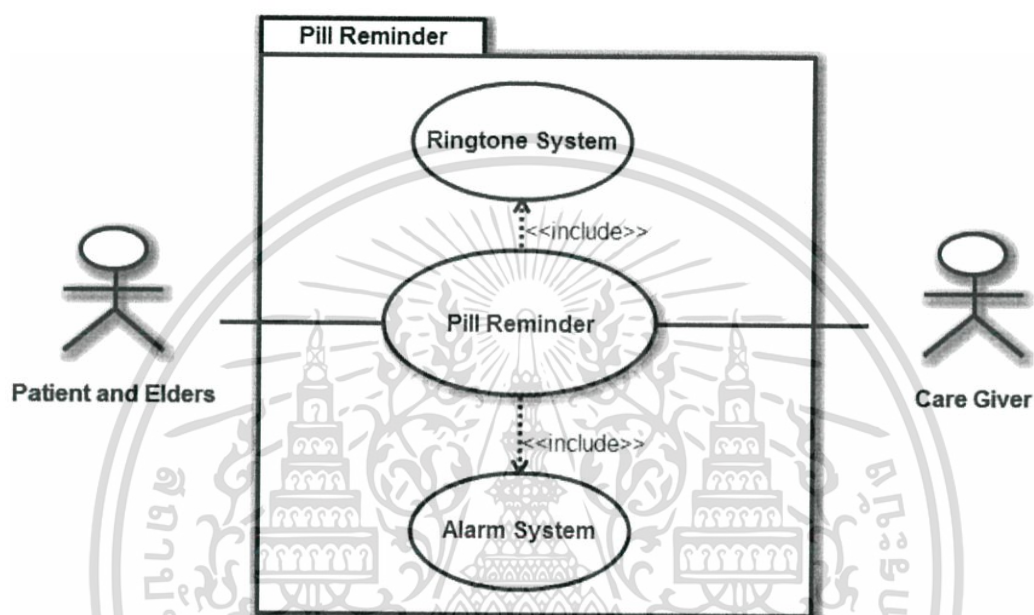 Pill Reminder
Ringtone System
<<include>>
Pill Reminder
Patient and Elders
Care Giver
<<include>>
Alarm System